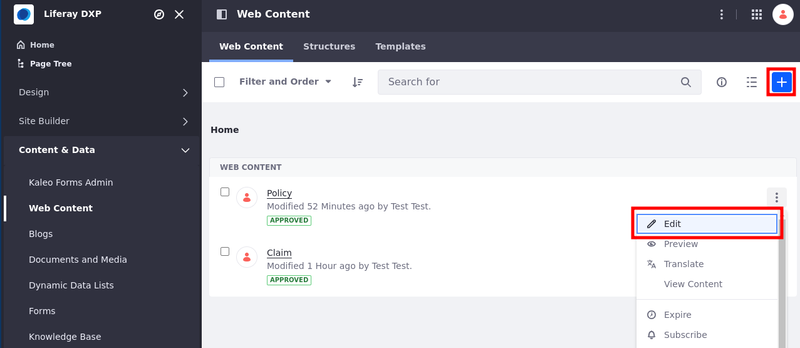 Liferay DXP
Web Content
Home
Page Tree
Design
Site Builder
Content & Data
Kaleo Forms Admin
Web Content
Blogs
Documents and Media
Dynamic Data Lists
Forms
Knowledge Base
Web Content
Structures
Templates
Filter and Order
Search for
Home
WEB CONTENT
Policy
Modified 52 Minutes ago by Test Test.
APPROVED
Claim
Modified 1 Hour ago by Test Test.
APPROVED
Edit
Preview
Translate
View Content
Expire
Subscribe